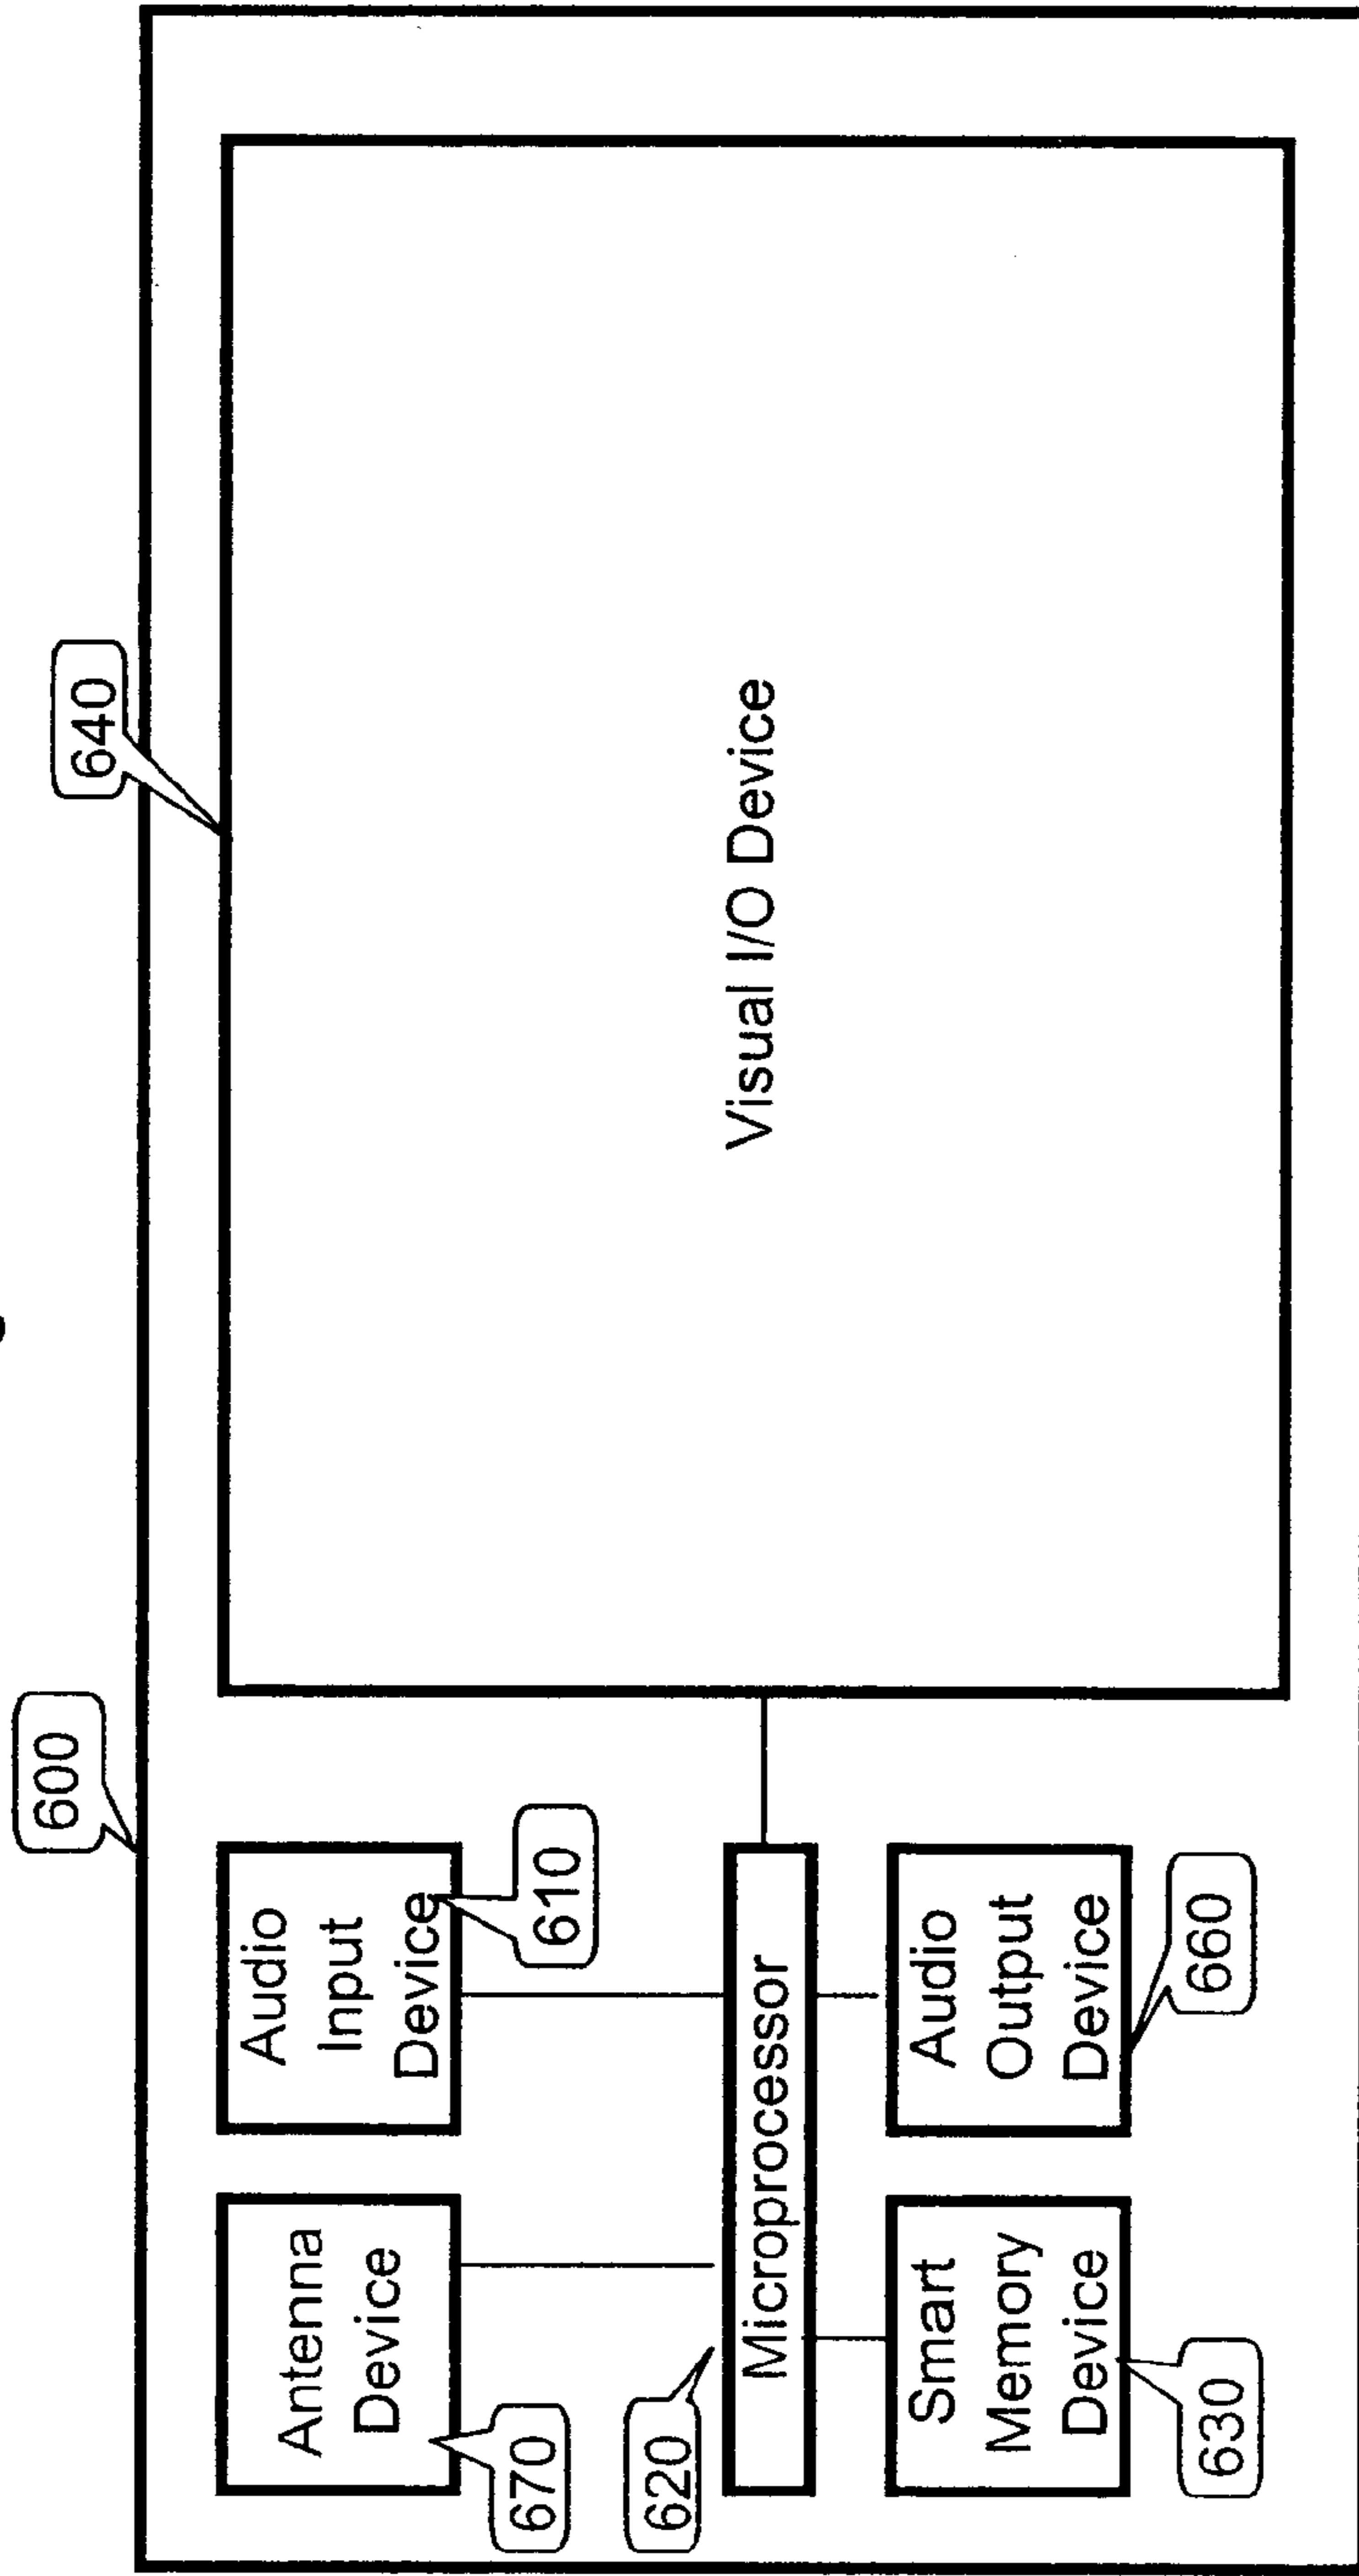 600
640
Antenna
Device
Audio
Input
Device
670
610
620
Microprocessor
Visual I/O Device
Smart
Memory
Device
Audio
Output
Device
630
660